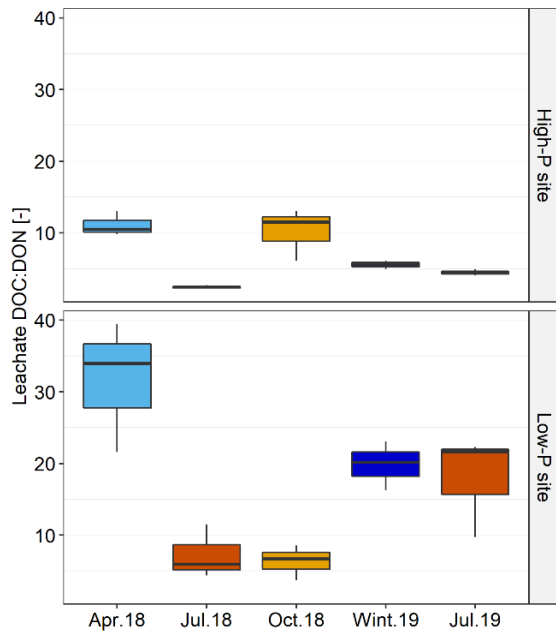 Leachate DOC:DON [-]
40
30
20
10
High-P site
40
30
20
10
Low-P site
Apr.18 Jul.18 Oct.18 Wint.19 Jul.19